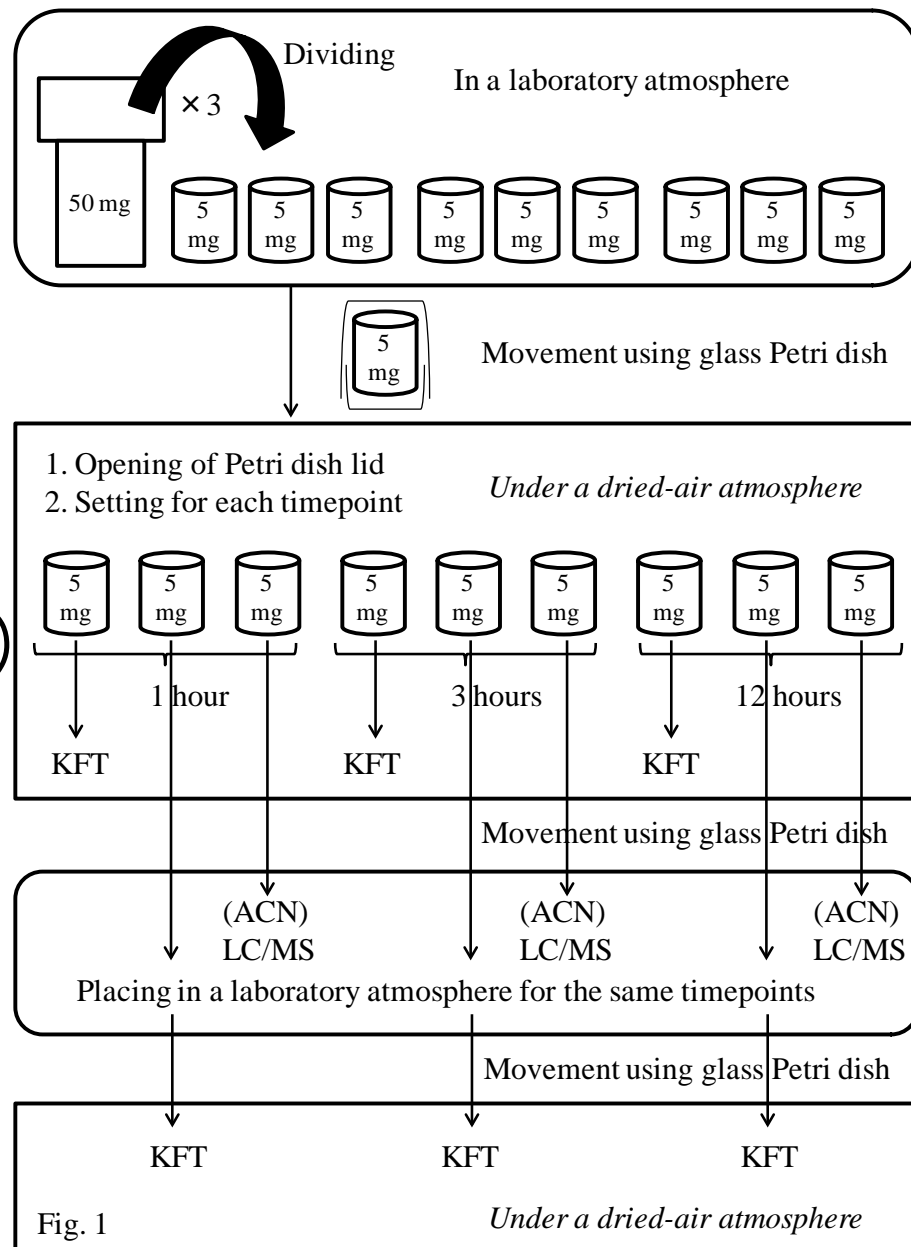 Dividing
In a laboratory atmosphere
× 3
50 mg
5 mg
5 mg
5 mg
5 mg
5 mg
5 mg
5 mg
5 mg
5 mg
5 mg
Movement using glass Petri dish
1. Opening of Petri dish lid
2. Setting for each timepoint
Under a dried-air atmosphere
5 mg
5 mg
5 mg
5 mg
5 mg
5 mg
5 mg
5 mg
5 mg
1 hour
3 hours
12 hours
KFT
KFT
KFT
Movement using glass Petri dish
(ACN)
LC/MS
(ACN)
LC/MS
(ACN)
LC/MS
Placing in a laboratory atmosphere for the same timepoints
Movement using glass Petri dish
KFT
KFT
KFT
Fig. 1
Under a dried-air atmosphere